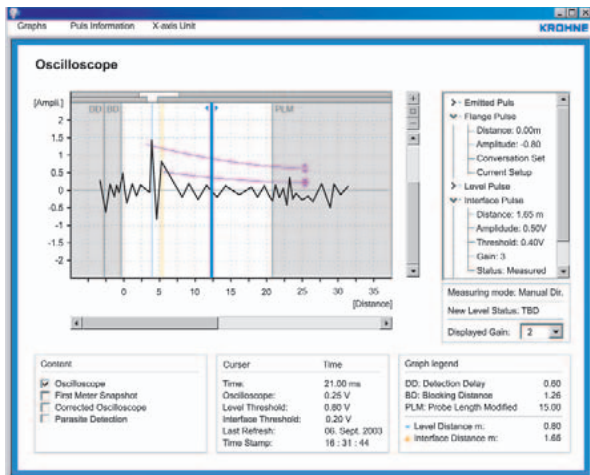 Graphs Puls Information X-axis Unit
KROHNE
Oscilloscope
[Ampl.]
DD BD PLM
2
1.5
1
0.5
0
-0.5
-1
-1.5
-2
0 5 10 15 20 25 30 35
[Distance]
Emitted Puls
Flange Pulse
Distance: 0.00m
Amplitude: -0.80
Conversation Set
Current Setup
Level Pulse
Interface Pulse
Distance: 1.65 m
Amplidude: 0.50V
Threshold: 0.40V
Gain: 3
Status: Measured
Measuring mode: Manual Dir.
New Level Status: TBD
Displayed Gain: 2
Content
Oscilloscope
First Meter Snapshot
Corrected Oscilloscope
Parasite Detection
Curser Time
Time: 21.00 ms
Oscilloscope: 0.25 V
Level Threshold: 0.80 V
Interface Threshold: 0.20 V
Last Refresh: 06. Sept. 2003
Time Stamp: 16 : 31 : 44
Graph legend
DD: Detection Delay 0.80
BD: Blocking Distance 1.26
PLM: Probe Length Modified 15.00
Level Distance m: 0.80
Interface Distance m: 1.66